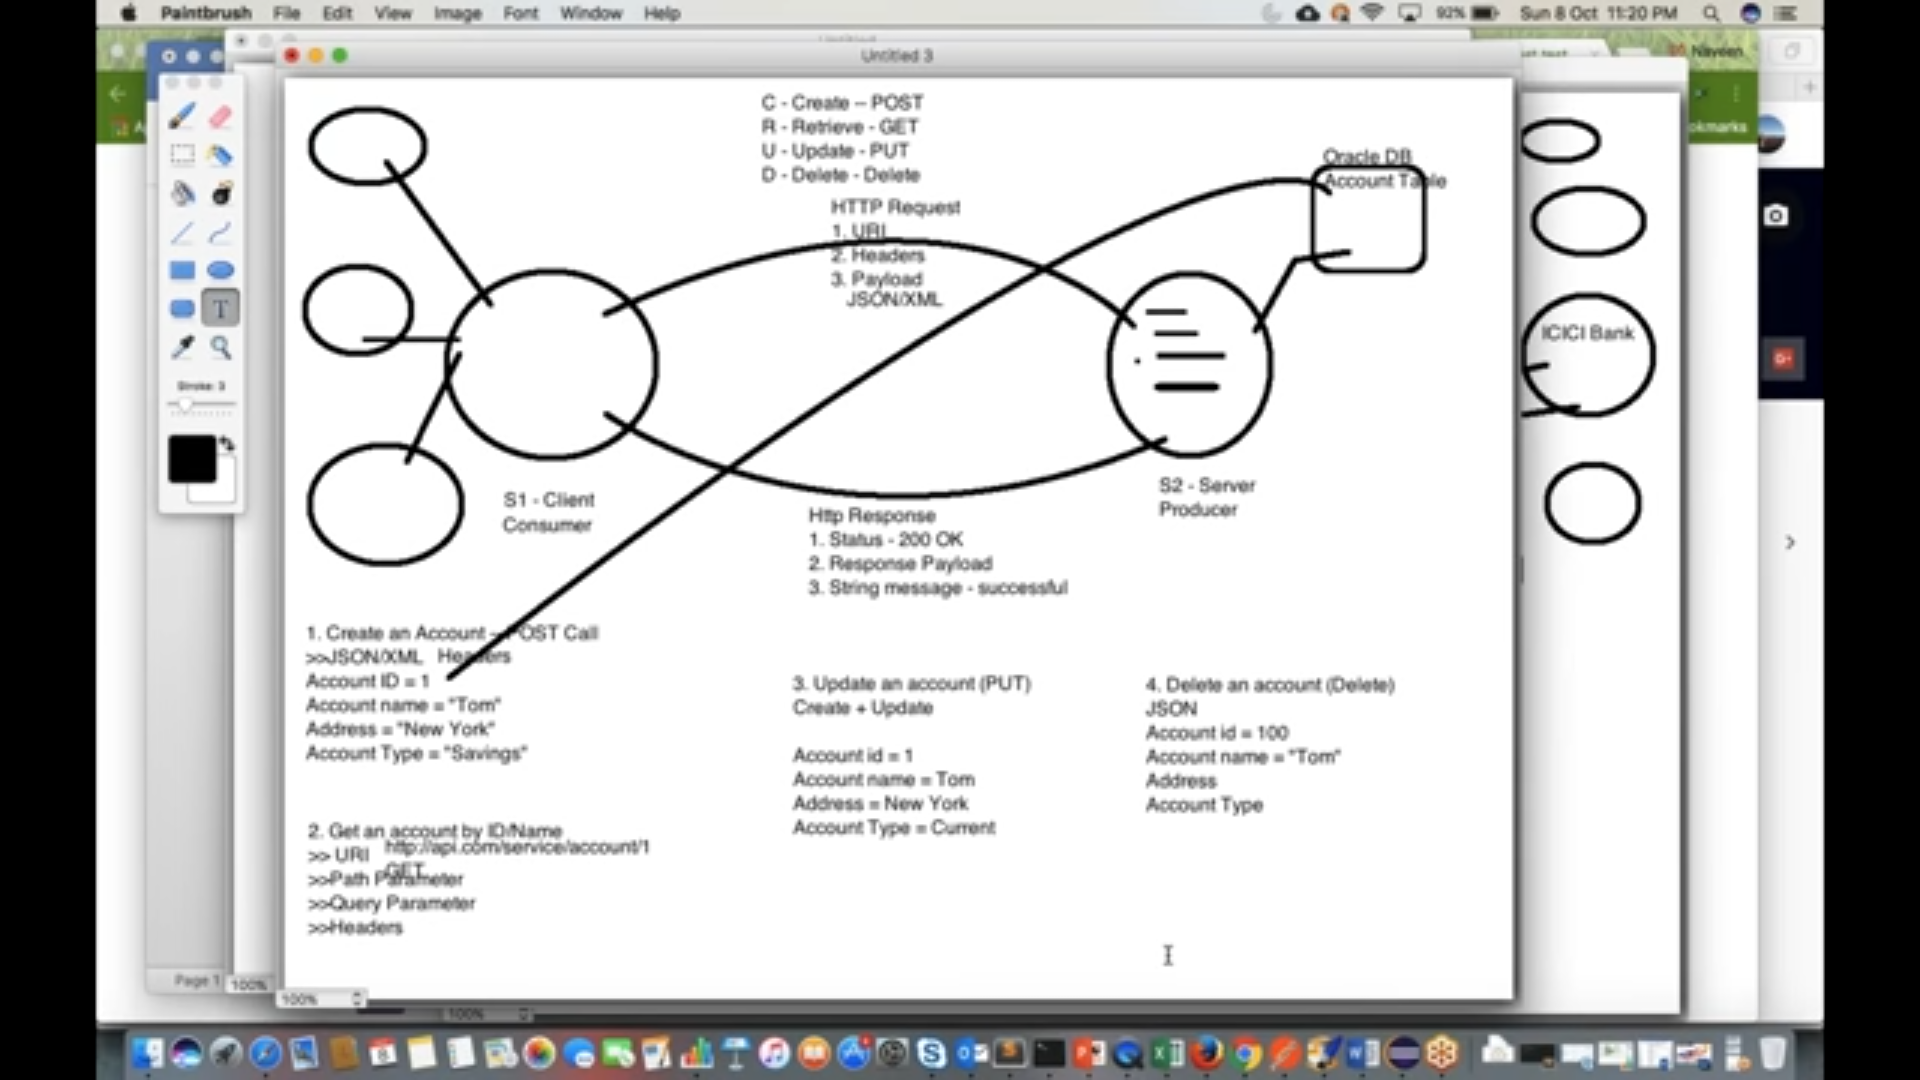 Paintbrush File Edit View Image Font Window Help
92% Sun 8 Oct 11:20 PM
Untitled 3
Naveen
okmarks
Stroke: 3
C - Create -- POST
R - Retrieve - GET
U - Update - PUT
D - Delete - Delete
HTTP Request
1. URI
2. Headers
3. Payload
JSON/XML
Oracle DB
Account Table
ICICI Bank
S1 - Client
Consumer
S2 - Server
Producer
Http Response
1. Status - 200 OK
2. Response Payload
3. String message - successful
1. Create an Account -- POST Call
>>JSON/XML Headers
Account ID = 1
Account name = "Tom"
Address = "New York"
Account Type = "Savings"
2. Get an account by ID/Name
>> URI http://api.com/service/account/1
GET
>>Path Parameter
>>Query Parameter
>>Headers
3. Update an account (PUT)
Create + Update
Account id = 1
Account name = Tom
Address = New York
Account Type = Current
4. Delete an account (Delete)
JSON
Account id = 100
Account name = "Tom"
Address
Account Type
Page 1
100%
100%
100%